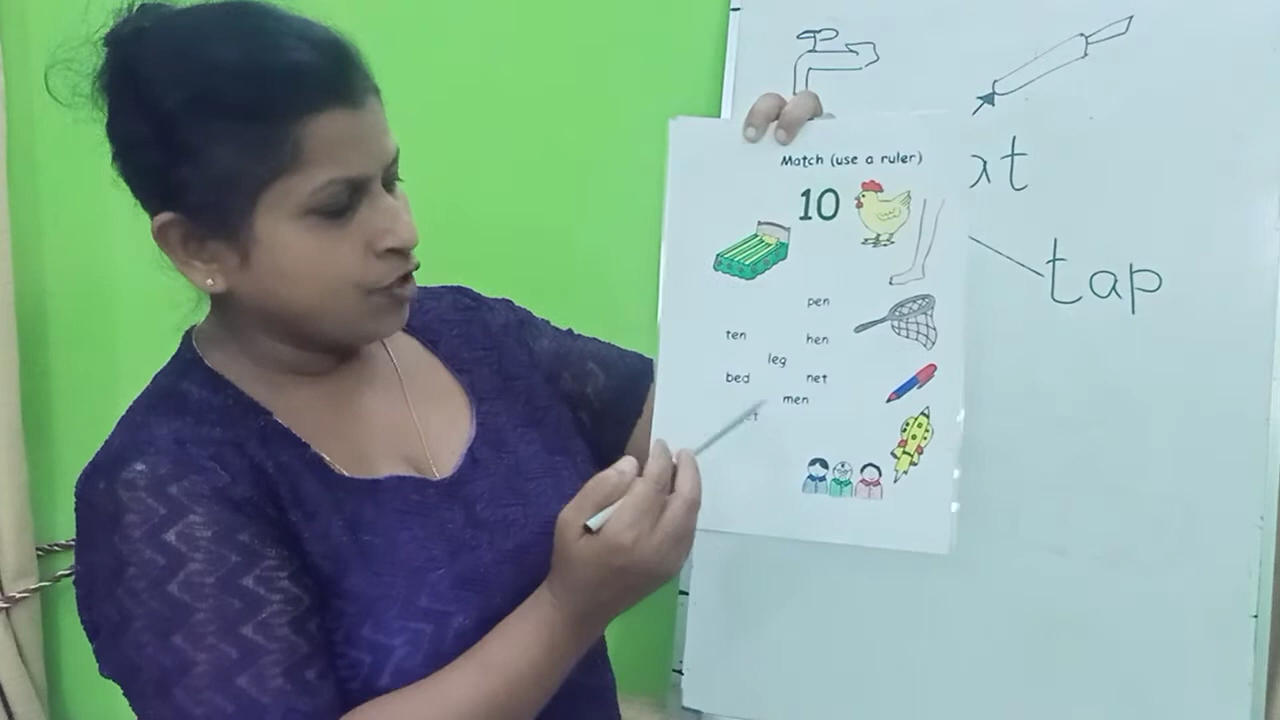 Match (use a ruler)
10
pen
ten
hen
leg
bed
net
men
tap